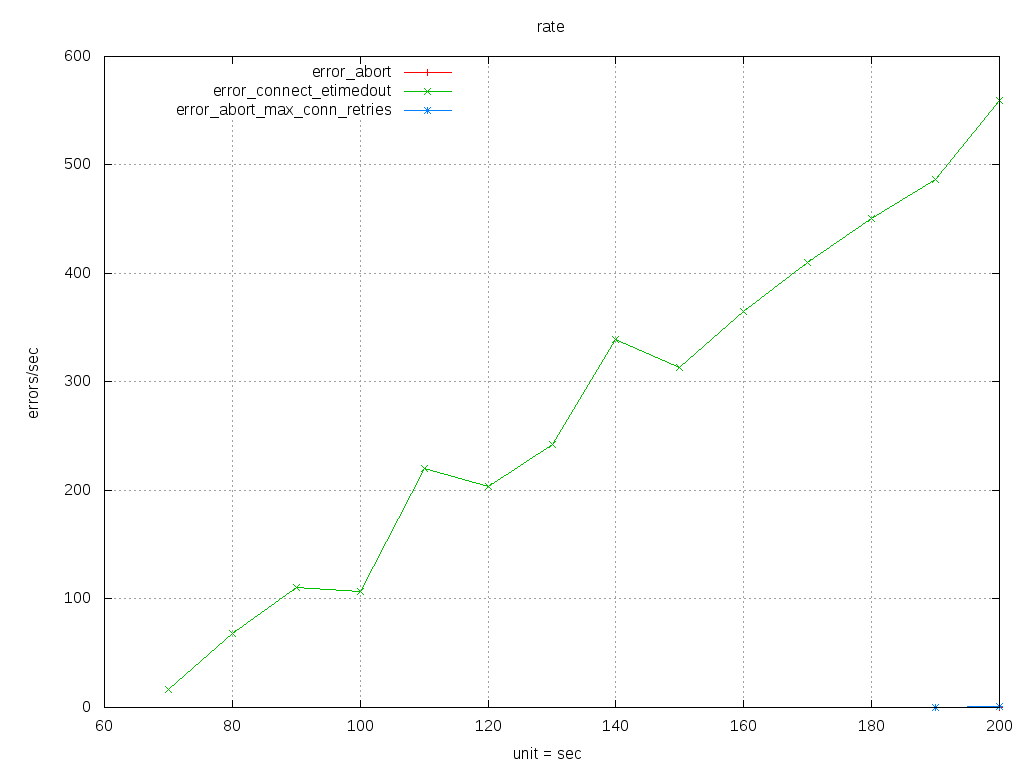 rate
600
500
400
300
200
100
0
errors/sec
error_abort
error_connect_etimedout
error_abort_max_conn_retries
60 80 100 120 140 160 180 200
unit = sec